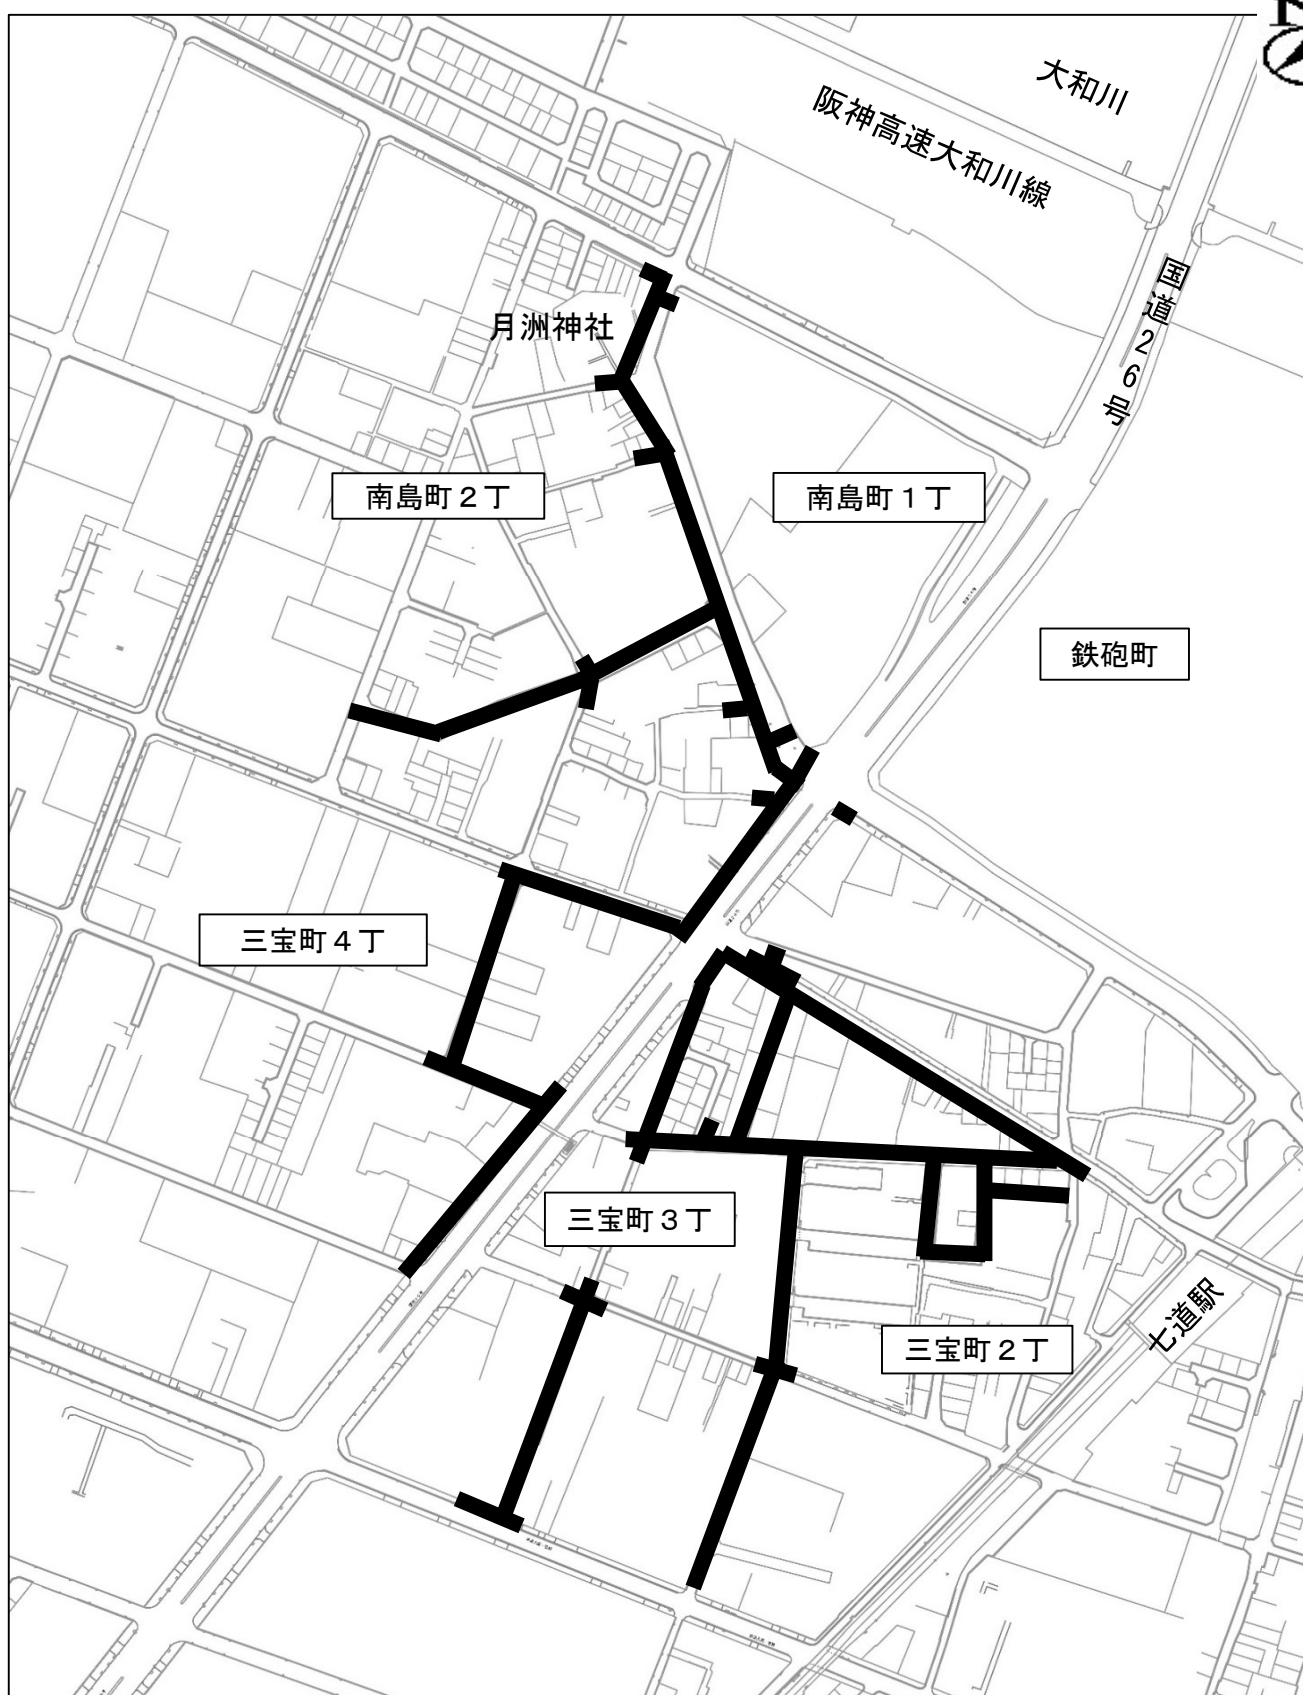 N
大和川
阪神高速大和川線
国道26号
月洲神社
南島町2丁
南島町1丁
鉄砲町
三宝町4丁
三宝町3丁
七道駅
三宝町2丁